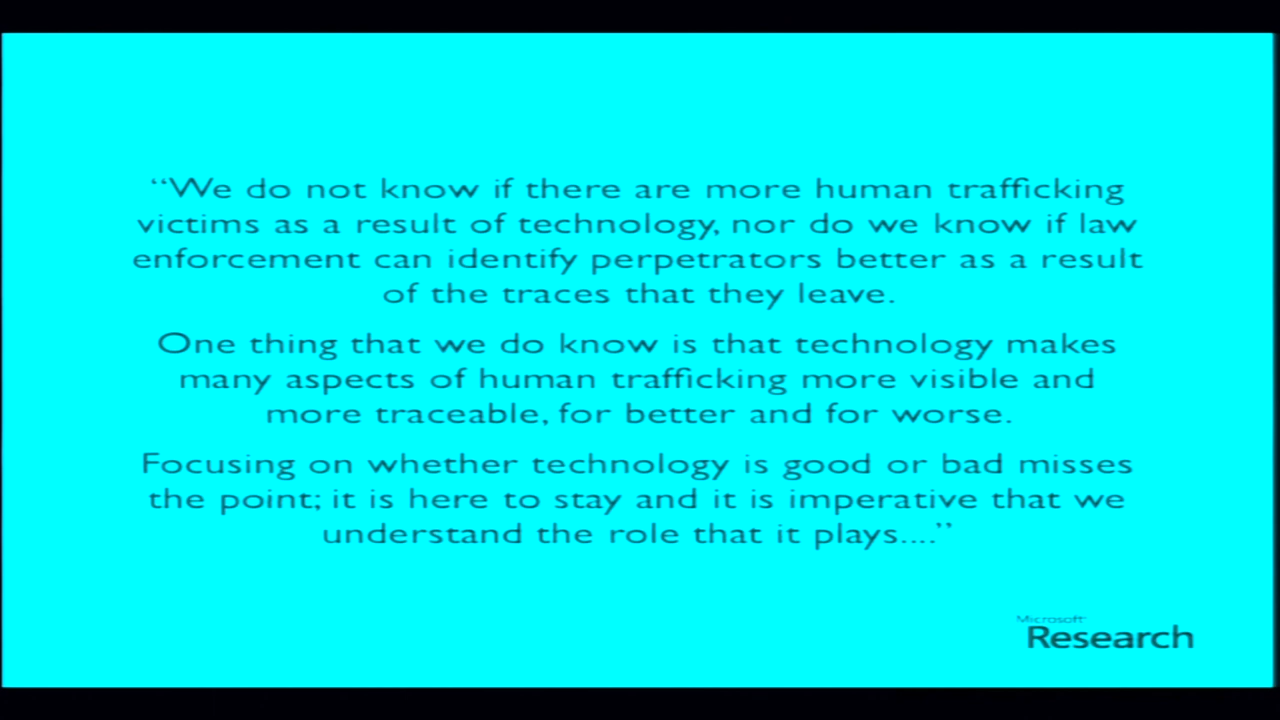 “We do not know if there are more human trafficking
victims as a result of technology, nor do we know if law
enforcement can identify perpetrators better as a result
of the traces that they leave.
One thing that we do know is that technology makes
many aspects of human trafficking more visible and
more traceable, for better and for worse.
Focusing on whether technology is good or bad misses
the point; it is here to stay and it is imperative that we
understand the role that it plays....”
Microsoft
Research